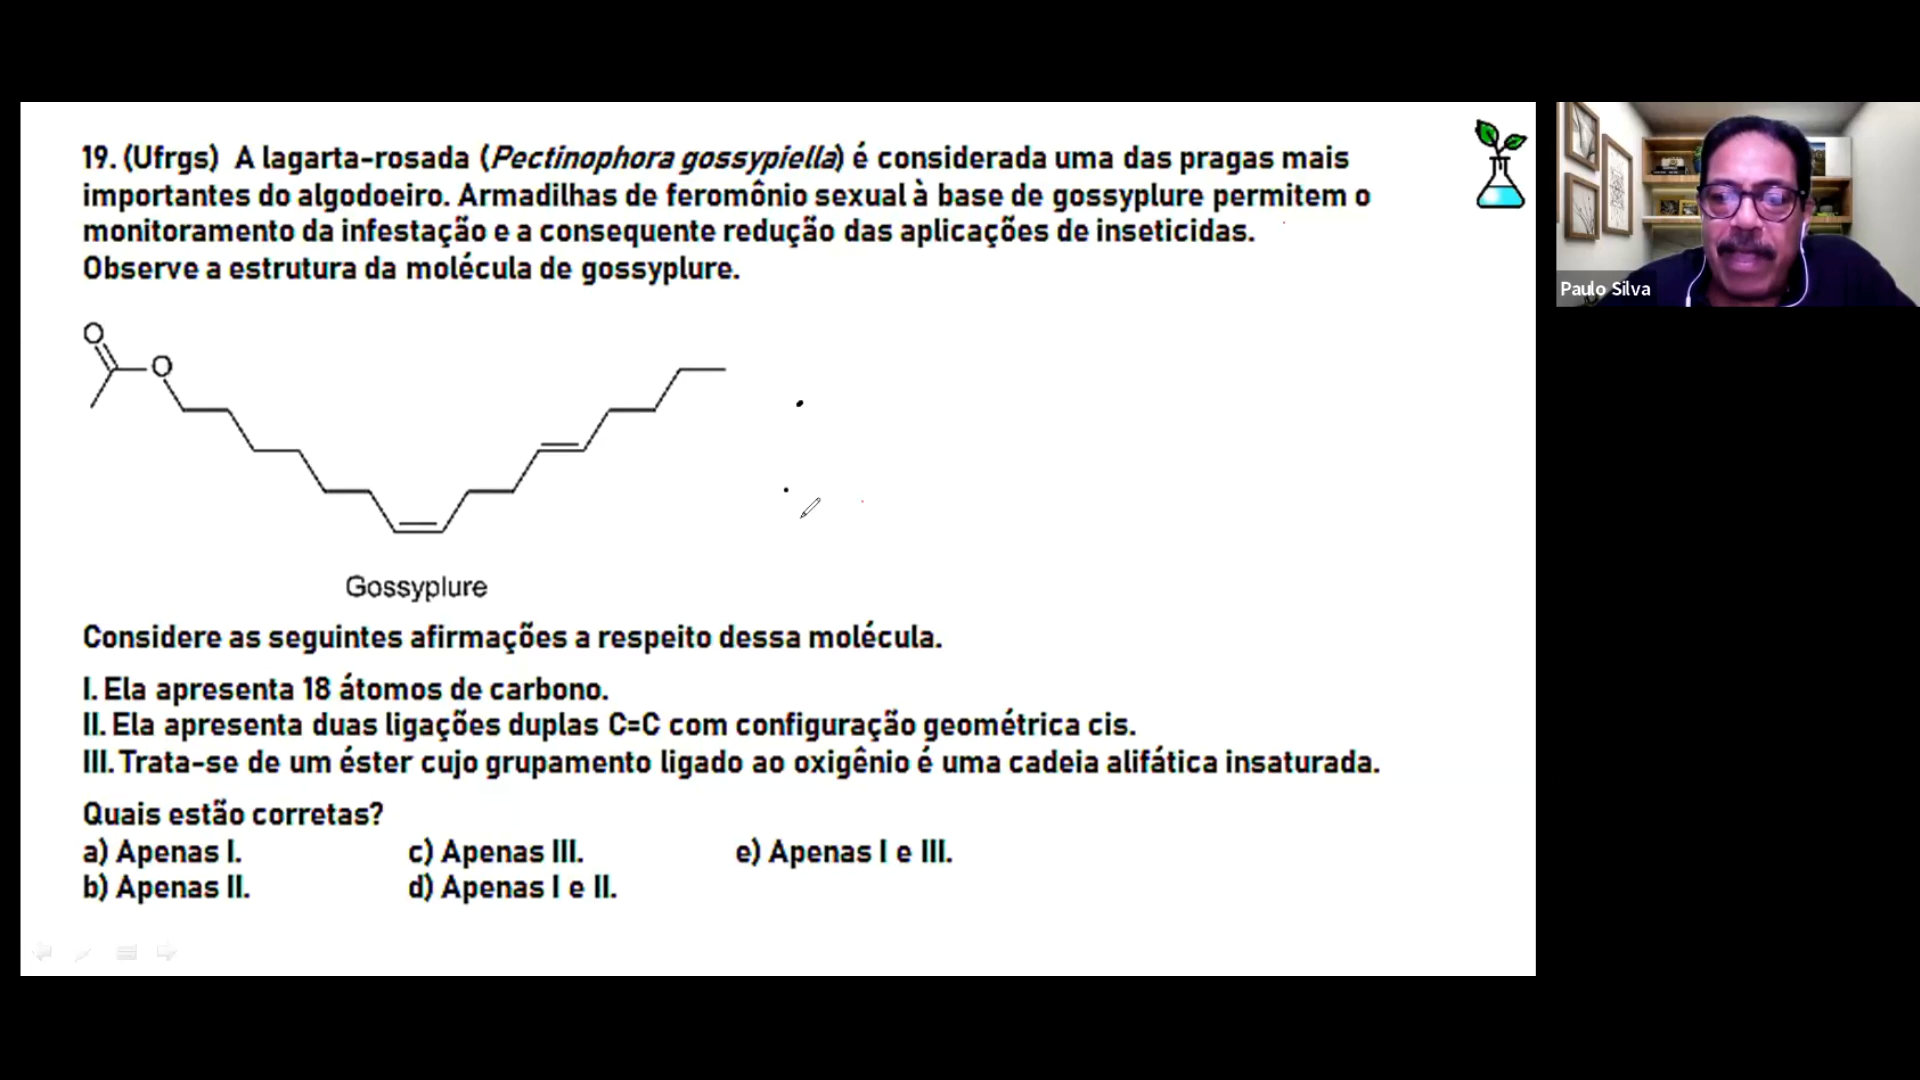 19. (Ufrgs) A lagarta-rosada (Pectinophora gossypiella) é considerada uma das pragas mais
importantes do algodoeiro. Armadilhas de feromônio sexual à base de gossyplure permitem o
monitoramento da infestação e a consequente redução das aplicações de inseticidas.
Observe a estrutura da molécula de gossyplure.
O
O
Gossyplure
Considere as seguintes afirmações a respeito dessa molécula.
I. Ela apresenta 18 átomos de carbono.
II. Ela apresenta duas ligações duplas C=C com configuração geométrica cis.
III. Trata-se de um éster cujo grupamento ligado ao oxigênio é uma cadeia alifática insaturada.
Quais estão corretas?
a) Apenas I. c) Apenas III. e) Apenas I e III.
b) Apenas II. d) Apenas I e II.
Paulo Silva